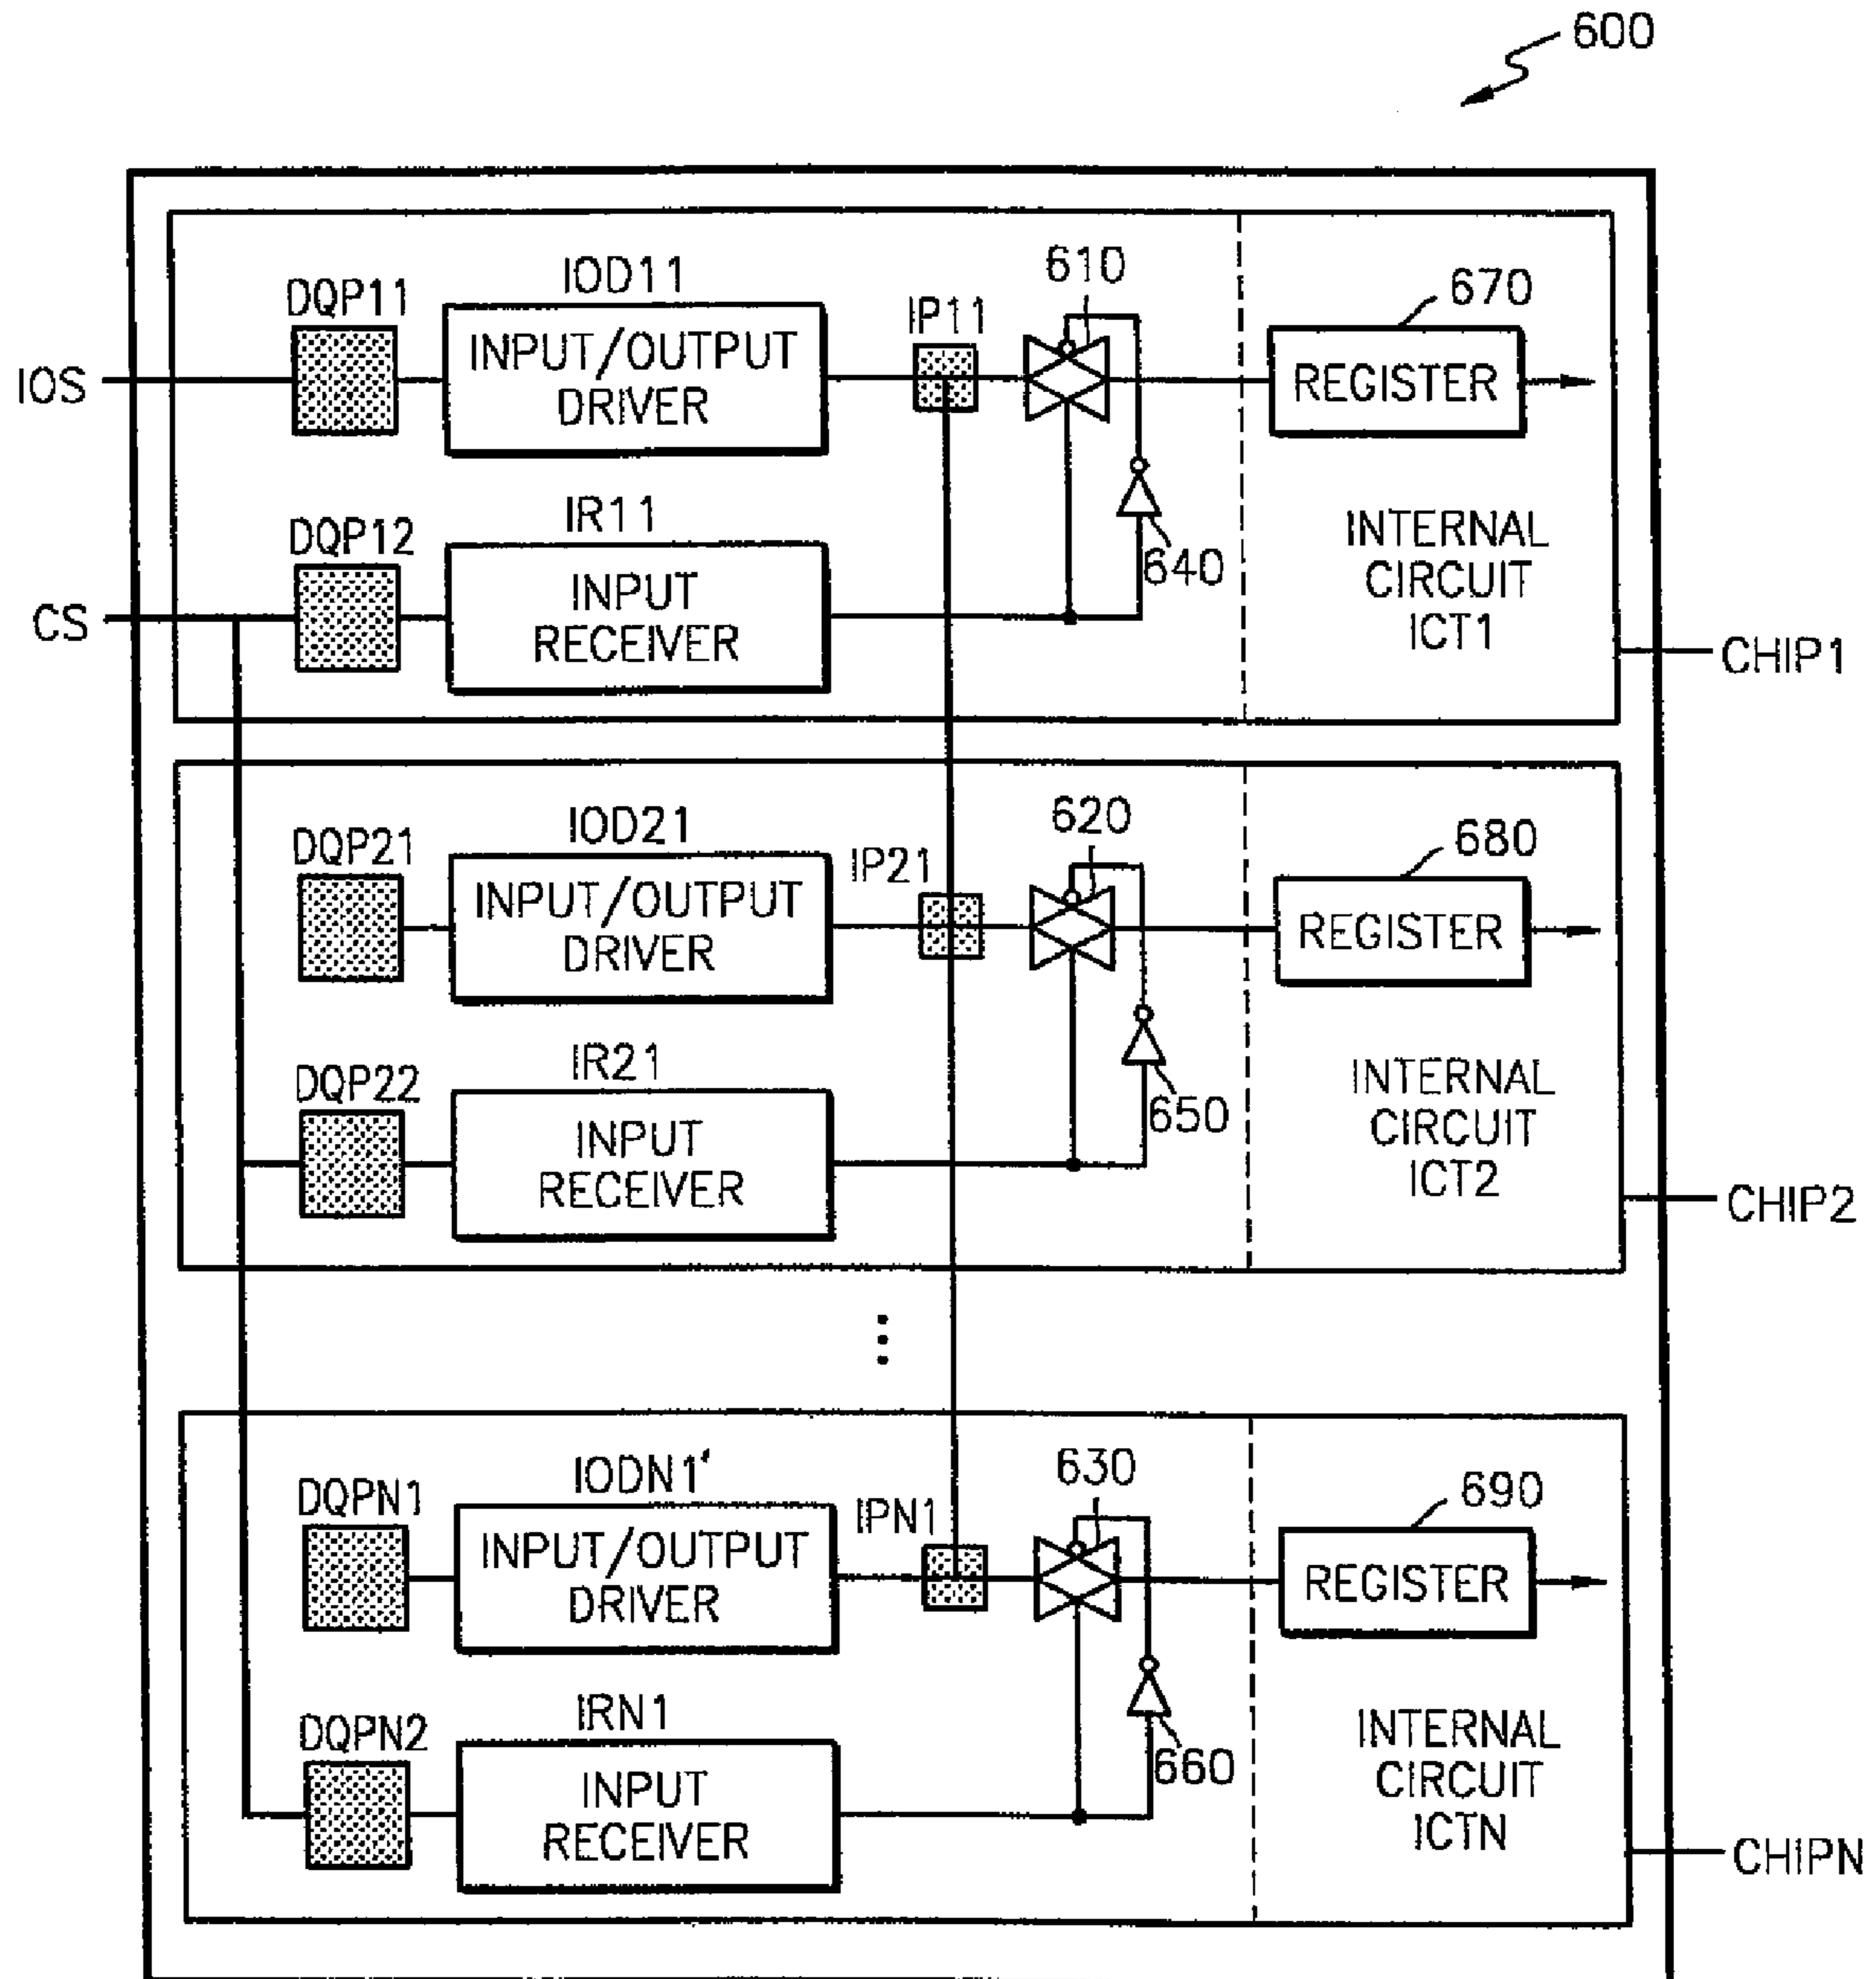 600
IOD11
610
DQP11
IP11
670
IOS
INPUT/OUTPUT
DRIVER
REGISTER
IR11
DQP12
640
INTERNAL
CIRCUIT
ICT1
CS
INPUT
RECEIVER
CHIP1
IOD21
620
DQP21
IP21
680
INPUT/OUTPUT
DRIVER
REGISTER
IR21
DQP22
650
INTERNAL
CIRCUIT
ICT2
INPUT
RECEIVER
CHIP2
IODN1'
630
DQPN1
IPN1
690
INPUT/OUTPUT
DRIVER
REGISTER
IRN1
DQPN2
660
INTERNAL
CIRCUIT
ICTN
INPUT
RECEIVER
CHIPN